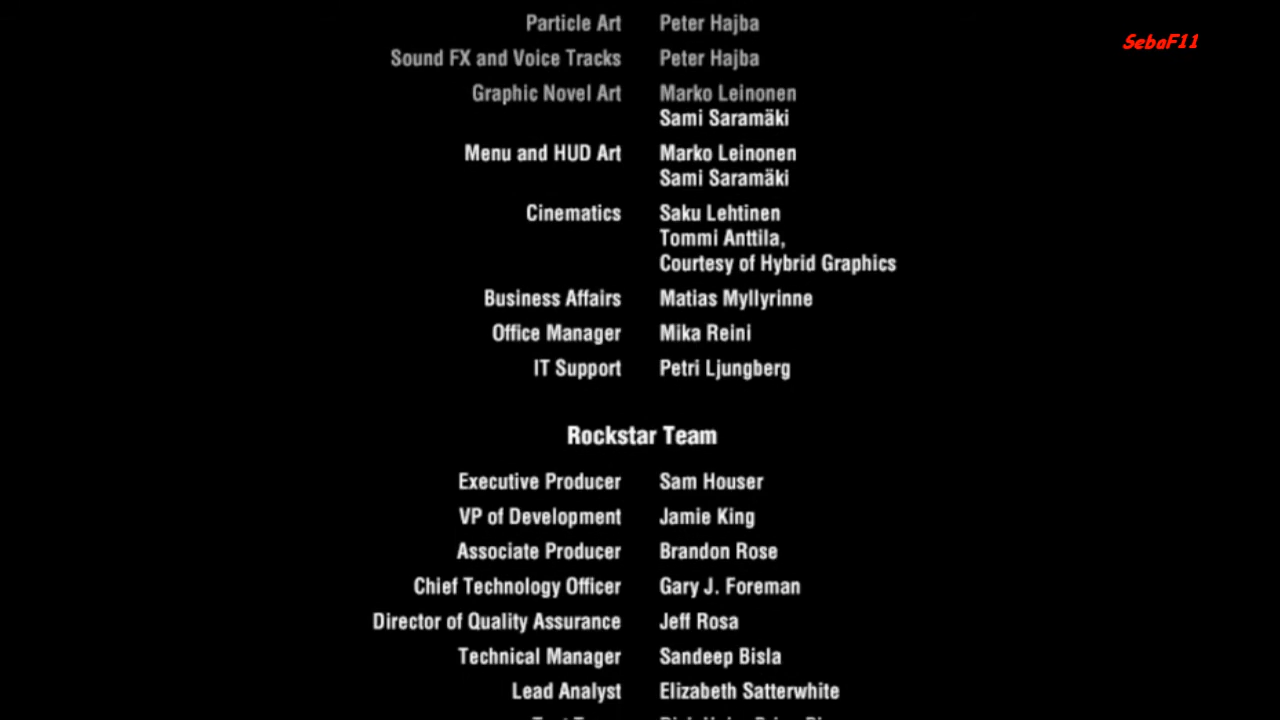 Particle Art Peter Hajba
SebaF11
Sound FX and Voice Tracks Peter Hajba
Graphic Novel Art Marko Leinonen
Sami Saramäki
Menu and HUD Art Marko Leinonen
Sami Saramäki
Cinematics Saku Lehtinen
Tommi Anttila,
Courtesy of Hybrid Graphics
Business Affairs Matias Myllyrinne
Office Manager Mika Reini
IT Support Petri Ljungberg
Rockstar Team
Executive Producer Sam Houser
VP of Development Jamie King
Associate Producer Brandon Rose
Chief Technology Officer Gary J. Foreman
Director of Quality Assurance Jeff Rosa
Technical Manager Sandeep Bisla
Lead Analyst Elizabeth Satterwhite